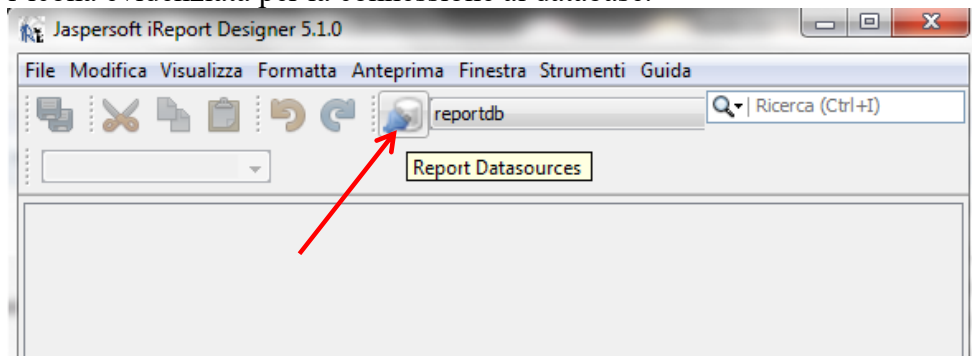 Jaspersoft iReport Designer 5.1.0
File Modifica Visualizza Formatta Anteprima Finestra Strumenti Guida
reportdb
Ricerca (Ctrl+I)
Report Datasources